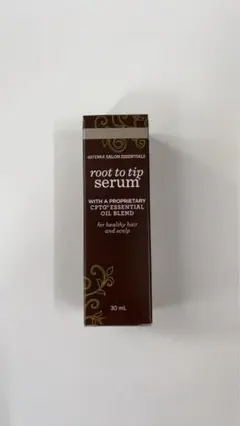 dōTERRA SALON ESSENTIALS
root to tip
serum
WITH A PROPRIETARY
CPTG® ESSENTIAL
OIL BLEND
for healthy hair
and scalp
30 mL